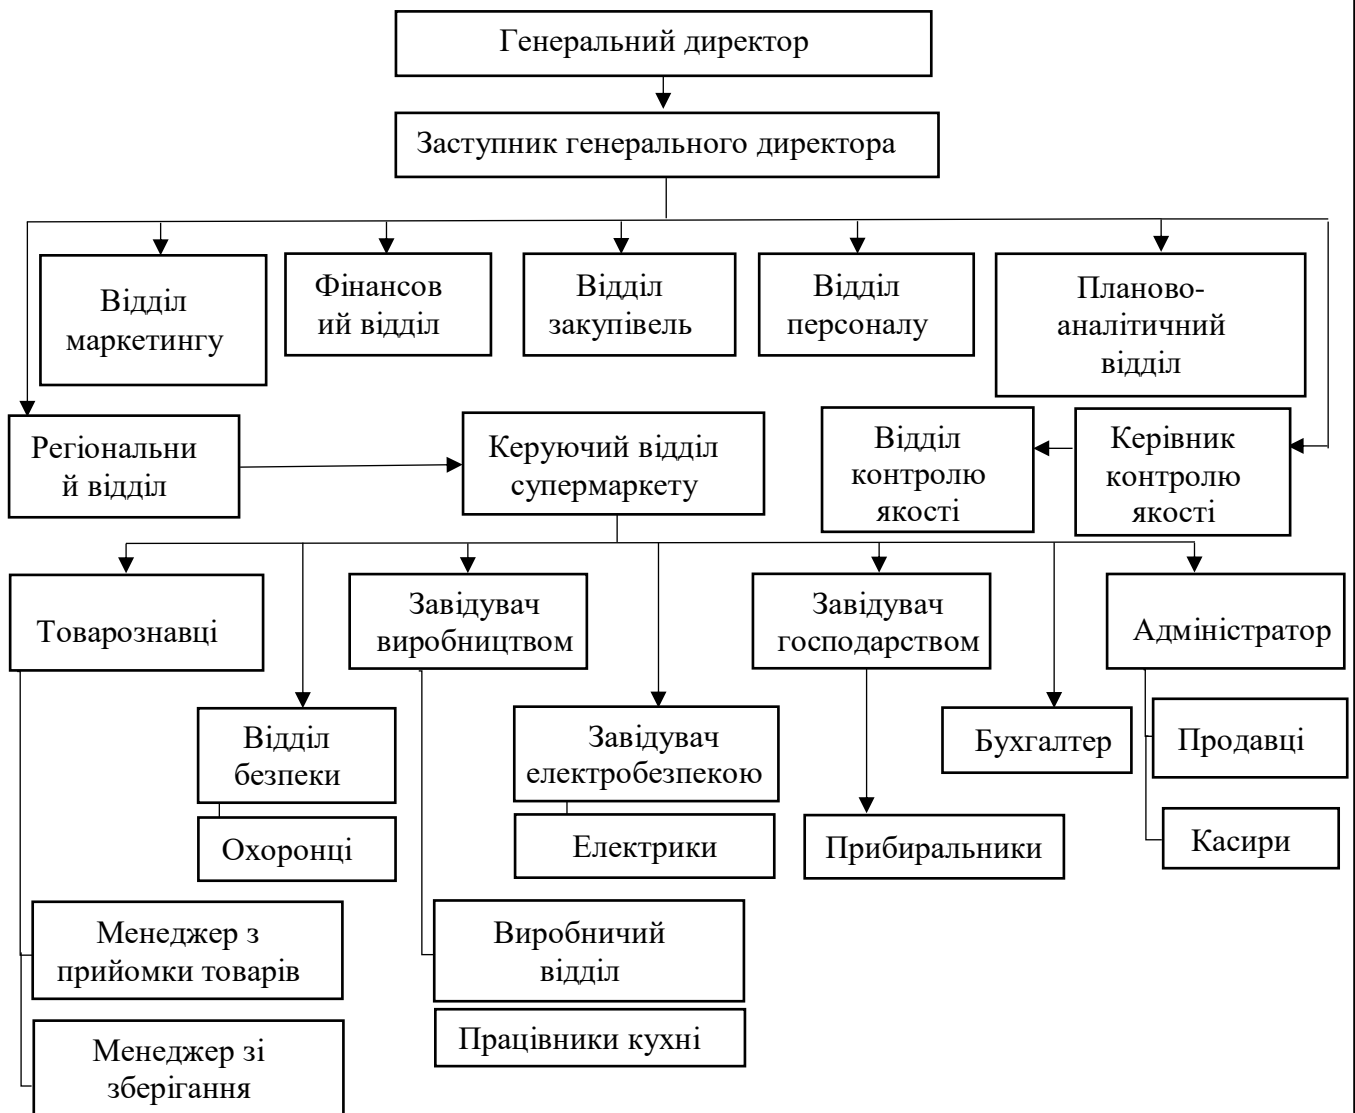 Генеральний директор
Заступник генерального директора
Відділ
маркетингу
Фінансов
ий відділ
Відділ
закупівель
Відділ
персоналу
Планово-
аналітичний
відділ
Регіональни
й відділ
Керуючий відділ
супермаркету
Відділ
контролю
якості
Керівник
контролю
якості
Товарознавці
Завідувач
виробництвом
Завідувач
господарством
Адміністратор
Відділ
безпеки
Завідувач
електробезпекою
Бухгалтер
Продавці
Охоронці
Електрики
Прибиральники
Касири
Менеджер з
прийомки товарів
Виробничий
відділ
Працівники кухні
Менеджер зі
зберігання